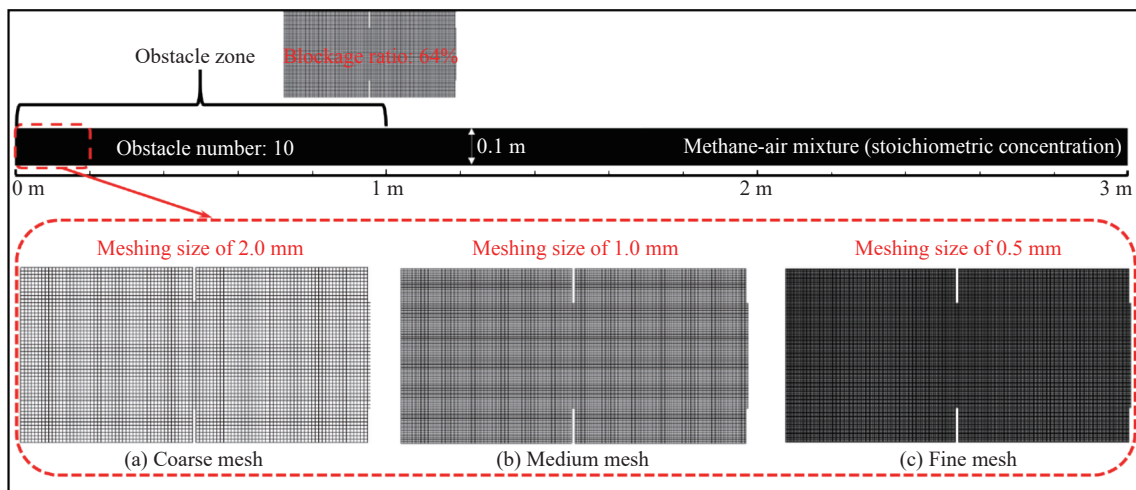 Blockage ratio: 64%
Obstacle zone
Obstacle number: 10
0.1 m
Methane-air mixture (stoichiometric concentration)
0 m
1 m
2 m
3 m
Meshing size of 2.0 mm
Meshing size of 1.0 mm
Meshing size of 0.5 mm
(a) Coarse mesh
(b) Medium mesh
(c) Fine mesh